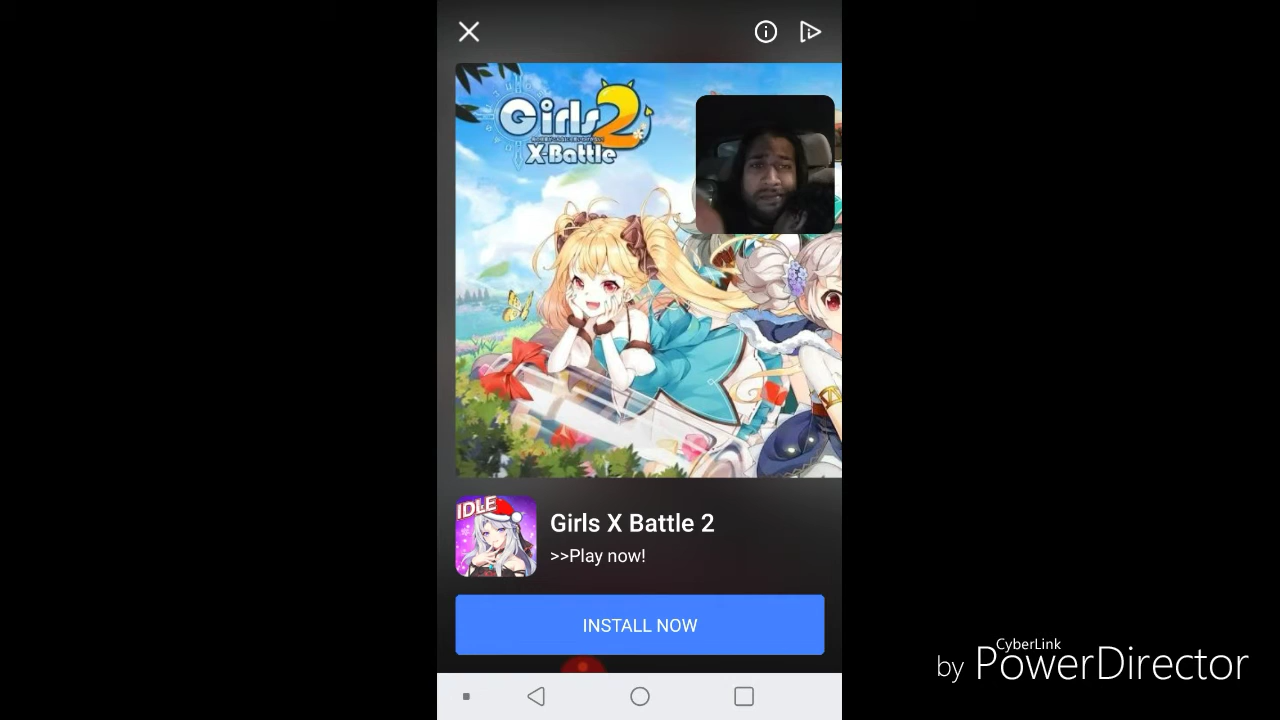 Girls 2
X-Battle
IDLE
Girls X Battle 2
>>Play now!
INSTALL NOW
CyberLink
by PowerDirector